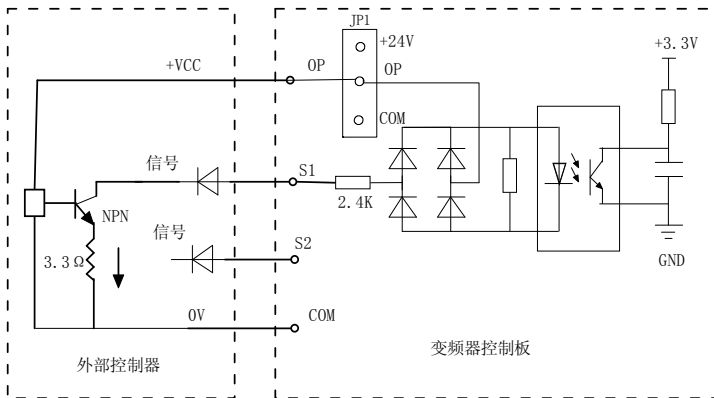 JP1
+24V
+VCC
OP
OP
+3.3V
COM
信号
S1
2.4K
NPN
信号
S2
3.3Ω
GND
0V
COM
外部控制器
变频器控制板